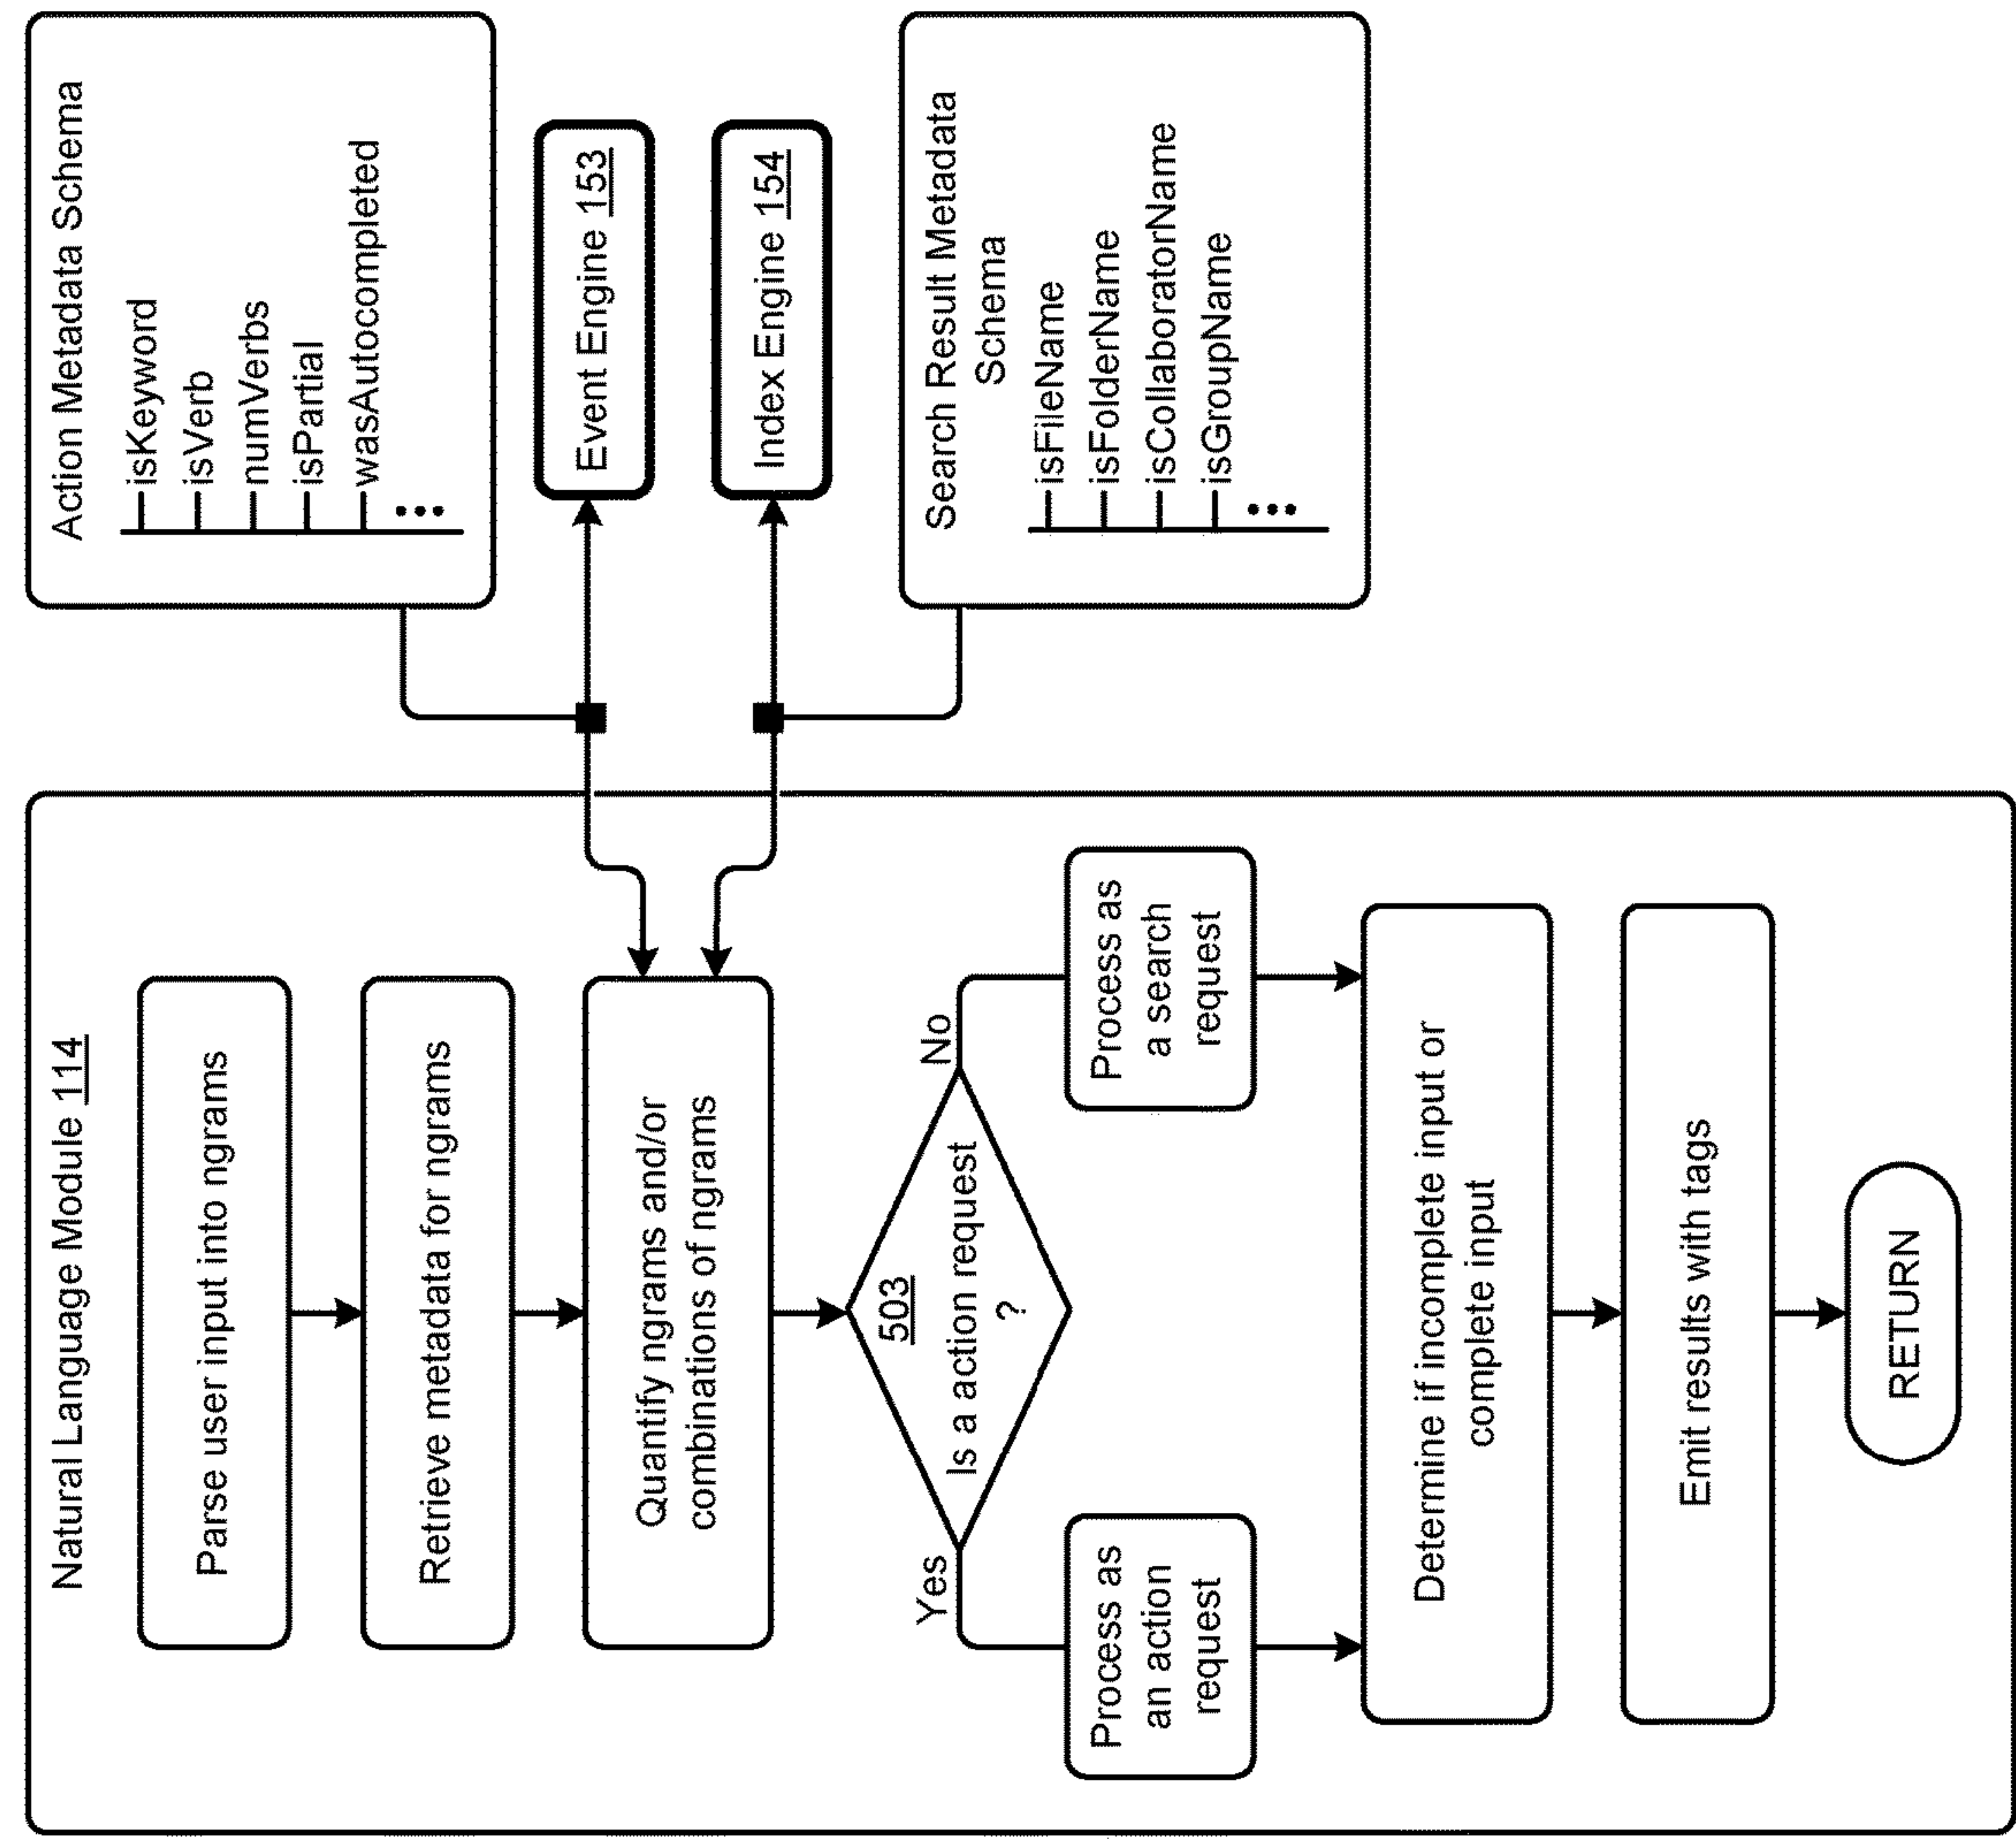 Natural Language Module 114
Parse user input into ngrams
Retrieve metadata for ngrams
Quantify ngrams and/or
combinations of ngrams
503
Is a action request
?
Yes
No
Process as
an action
request
Process as
a search
request
Determine if incomplete input or
complete input
Emit results with tags
RETURN
Action Metadata Schema
isKeyword
isVerb
numVerbs
isPartial
wasAutocompleted
...
Event Engine 153
Index Engine 154
Search Result Metadata
Schema
isFileName
isFolderName
isCollaboratorName
isGroupName
...